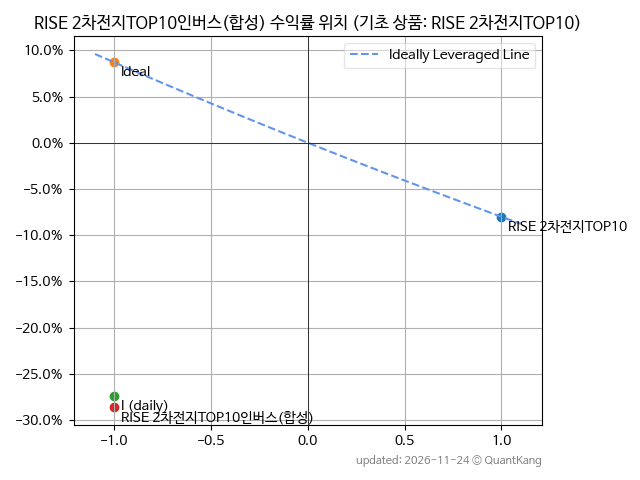 RISE 2차전지TOP10인버스(합성) 수익률 위치 (기초 상품: RISE 2차전지TOP10)
10.0%
Ideally Leveraged Line
Ideal
5.0%
0.0%
−5.0%
RISE 2차전지TOP10
−10.0%
−15.0%
−20.0%
−25.0%
I (daily)
RISE 2차전지TOP10인버스(합성)
−30.0%
−1.0 −0.5 0.0 0.5 1.0
updated: 2026-11-24 © QuantKang